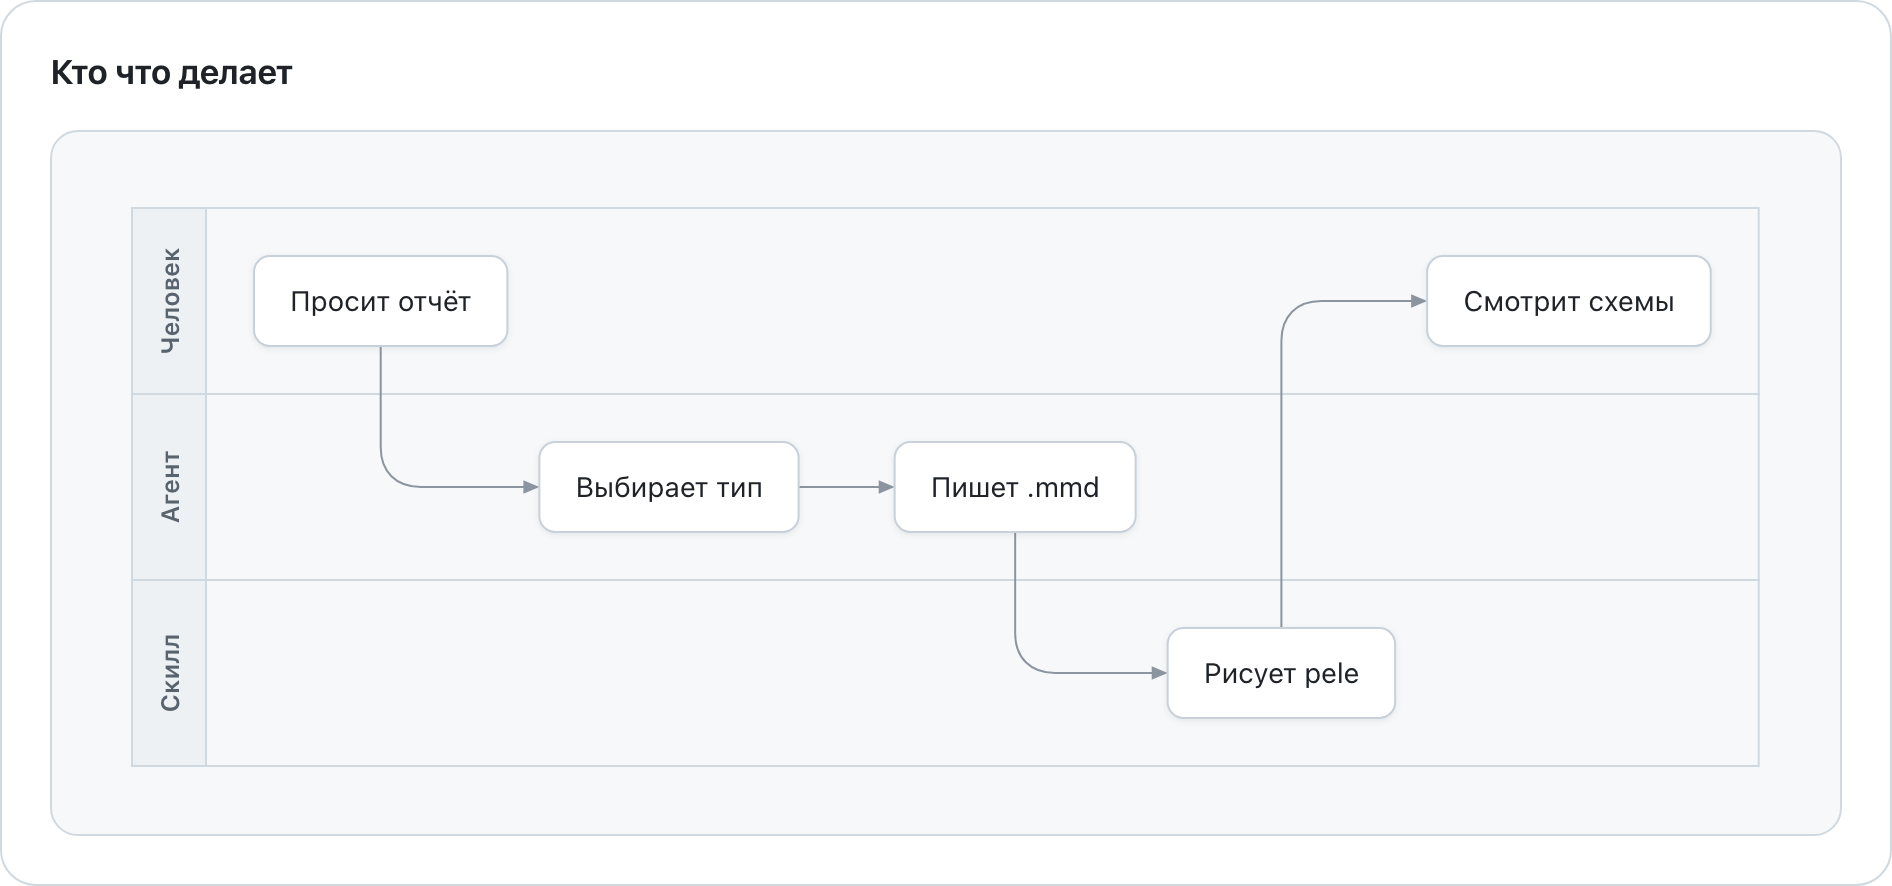 Кто что делает
Человек
Просит отчёт
Смотрит схемы
Агент
Выбирает тип
Пишет .mmd
Скилл
Рисует pele